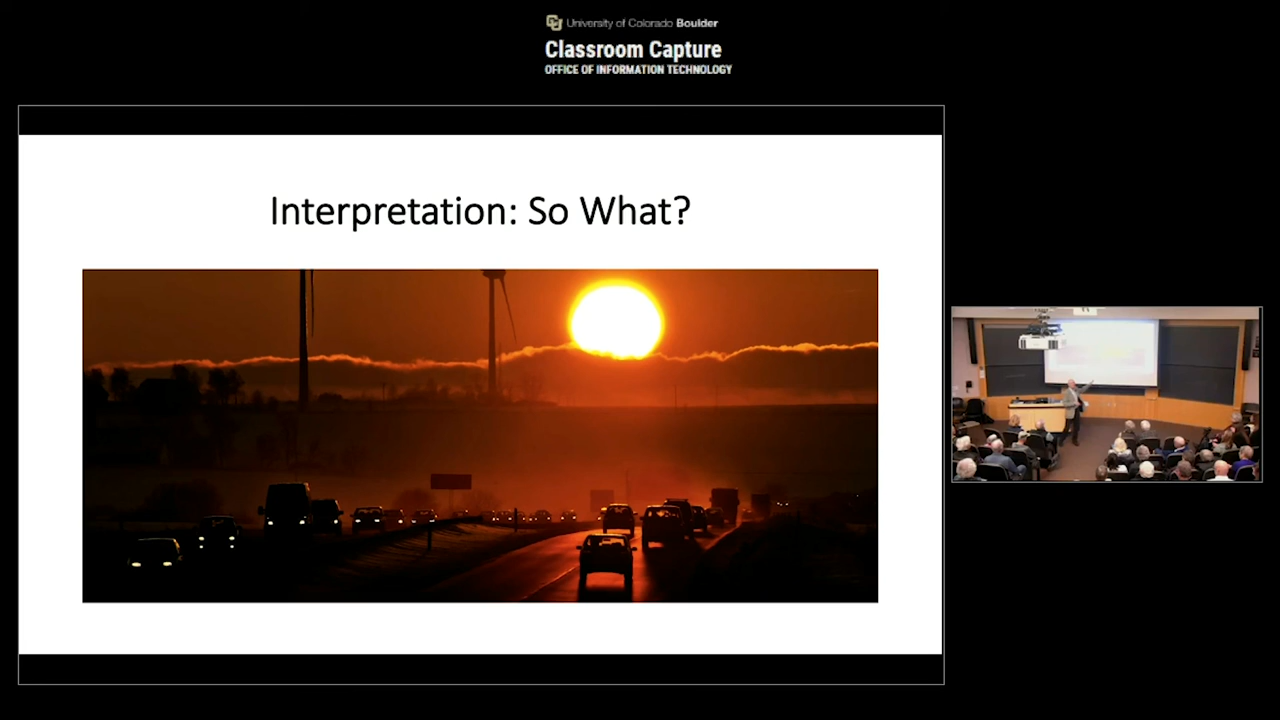 University of Colorado Boulder
Classroom Capture
OFFICE OF INFORMATION TECHNOLOGY
Interpretation: So What?